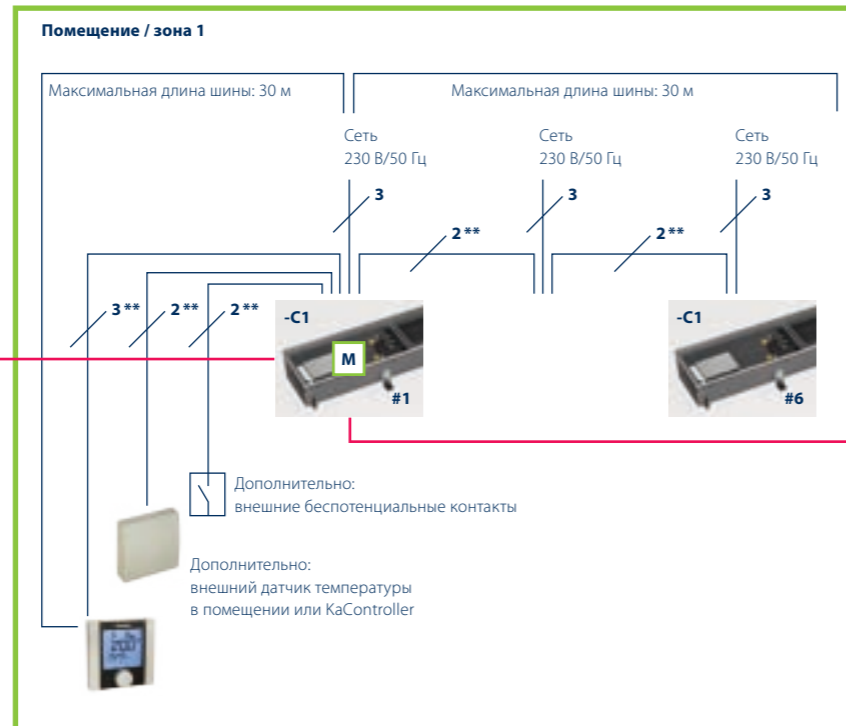 Помещение / зона 1
Максимальная длина шины: 30 м
Максимальная длина шины: 30 м
Сеть
230 В/50 Гц
Сеть
230 В/50 Гц
Сеть
230 В/50 Гц
3
3
3
2**
2**
3**
2**
2**
-C1
M
#1
-C1
#6
Дополнительно:
внешние беспотенциальные контакты
Дополнительно:
внешний датчик температуры
в помещении или KaController